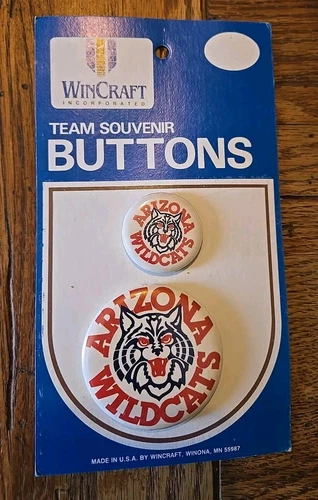 WINCRAFT
INCORPORATED
TEAM SOUVENIR
BUTTONS
ARIZONA
WILDCATS
ARIZONA
WILDCATS
MADE IN U.S.A. BY WINCRAFT, WINONA, MN 55987